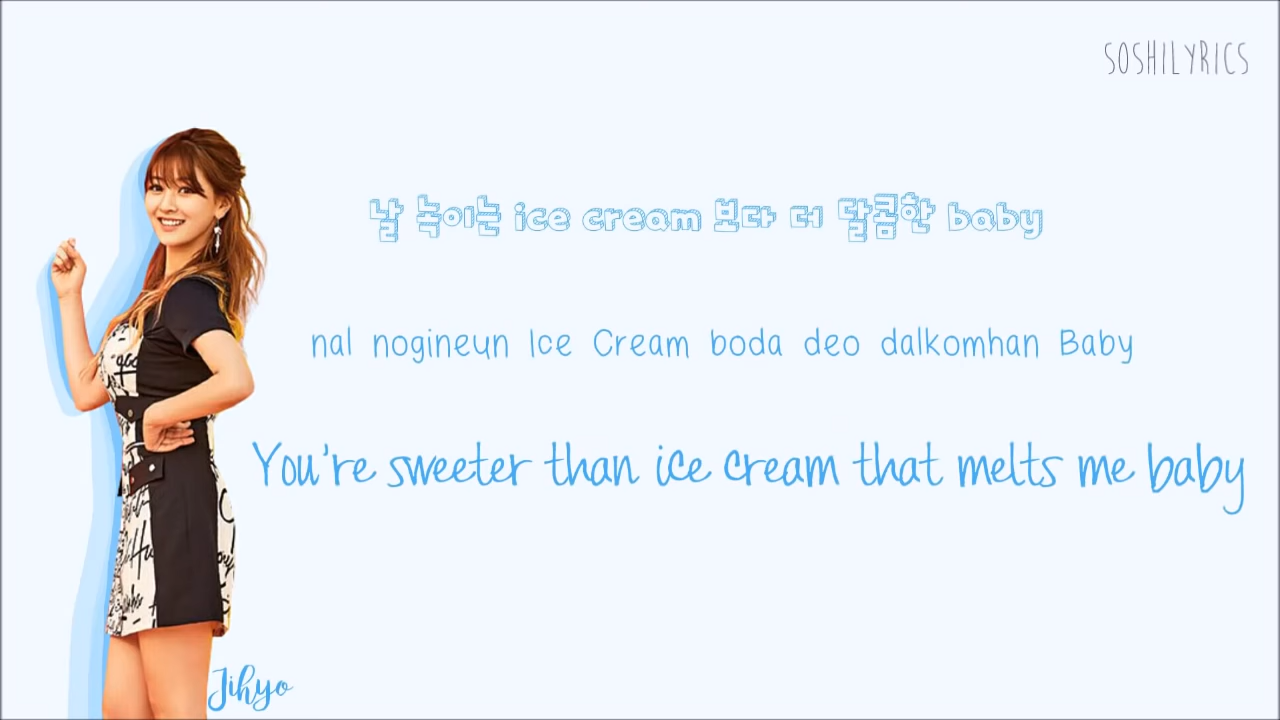 SOSHILYRICS
날 녹이는 ice cream 보다 더 달콤한 baby
nal nogineun Ice Cream boda deo dalkomhan Baby
You're sweeter than ice cream that melts me baby
Jihyo